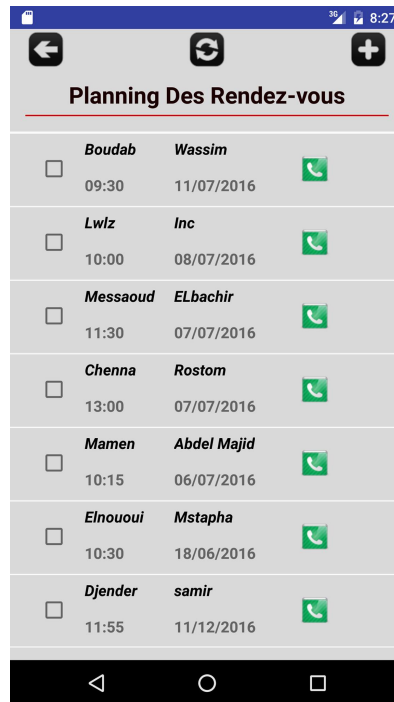 3G 8:27
Planning Des Rendez-vous
Boudab Wassim
09:30 11/07/2016
Lwlz Inc
10:00 08/07/2016
Messaoud ELbachir
11:30 07/07/2016
Chenna Rostom
13:00 07/07/2016
Mamen Abdel Majid
10:15 06/07/2016
Elnououi Mstapha
10:30 18/06/2016
Djender samir
11:55 11/12/2016